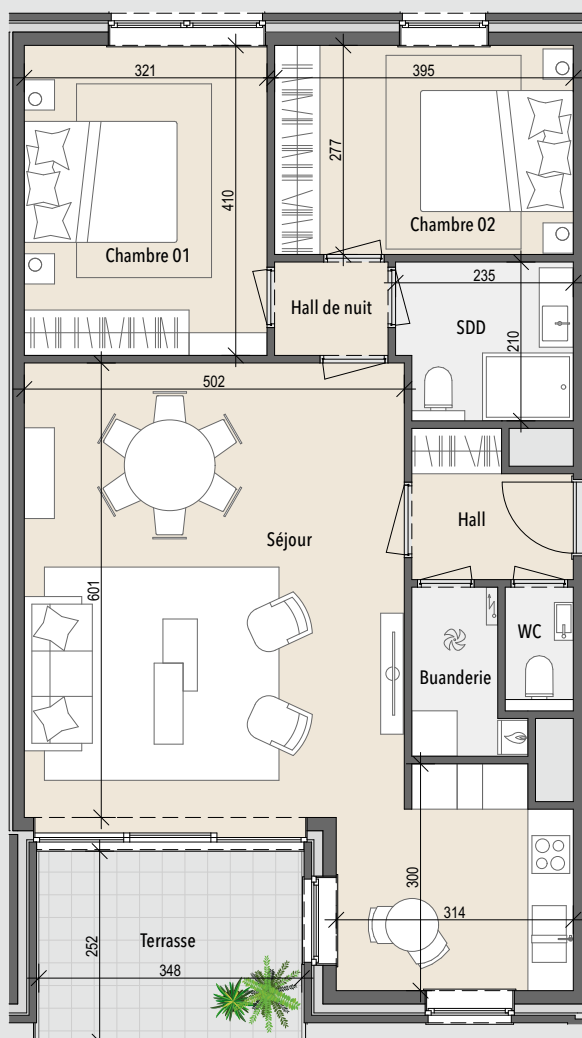 321
395
410
277
Chambre 01
Chambre 02
Hall de nuit
235
SDD
210
502
Hall
Séjour
601
WC
Buanderie
300
314
Terrasse
252
348